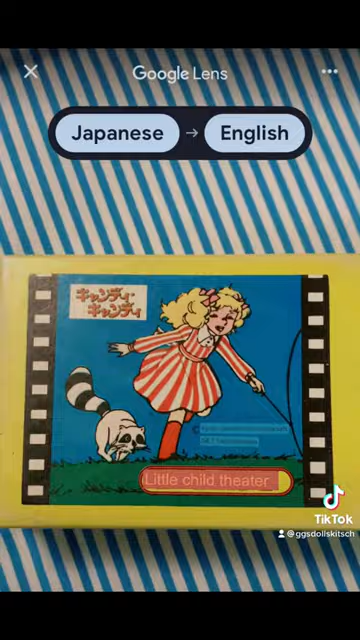 Google Lens
Japanese → English
キャンディ
キャンディ
Little child theater
TikTok
@ggsdollskitsch